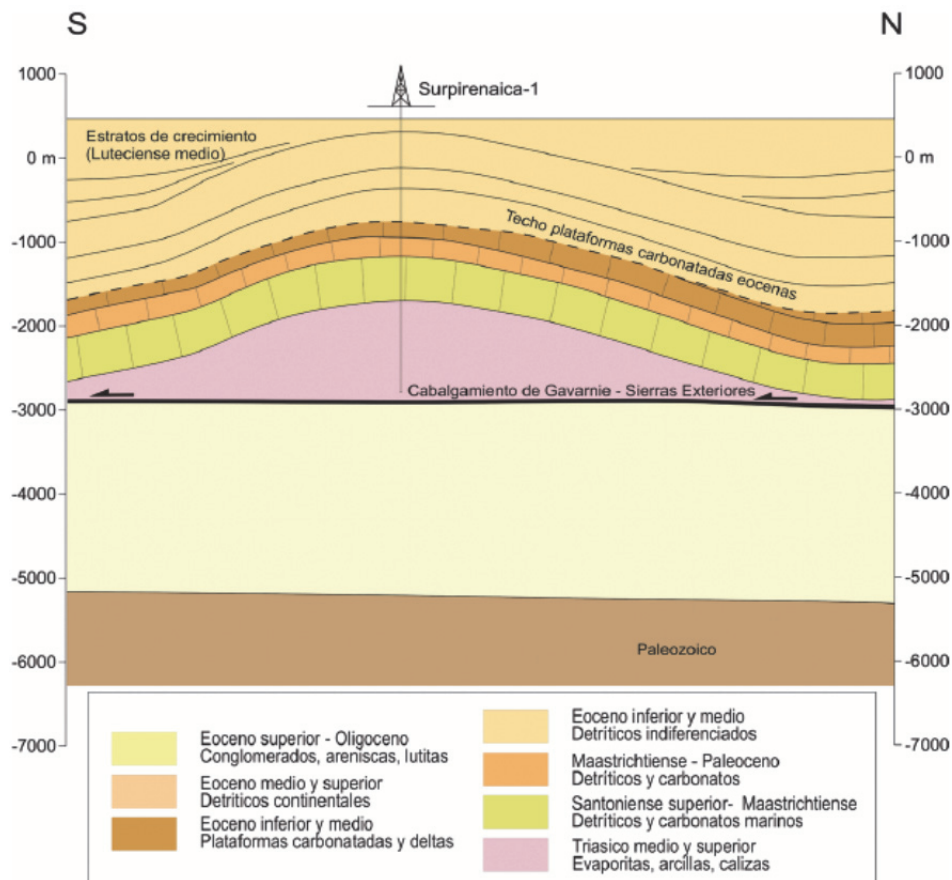 S
N
1000
1000
Surpirenaica-1
Estratos de crecimiento
(Luteciense medio)
0 m
0 m
Techo plataformas carbonatadas eocenas
-1000
-1000
-2000
-2000
Cabalgamiento de Gavarnie - Sierras Exteriores
-3000
-3000
-4000
-4000
-5000
-5000
Paleozoico
-6000
-6000
-7000
-7000
Eoceno superior - Oligoceno
Conglomerados, areniscas, lutitas
Eoceno medio y superior
Detriticos continentales
Eoceno inferior y medio
Plataformas carbonatadas y deltas
Eoceno inferior y medio
Detríticos indiferenciados
Maastrichtiense - Paleoceno
Detríticos y carbonatos
Santoniense superior- Maastrichtiense
Detríticos y carbonatos marinos
Triasico medio y superior
Evaporitas, arcillas, calizas